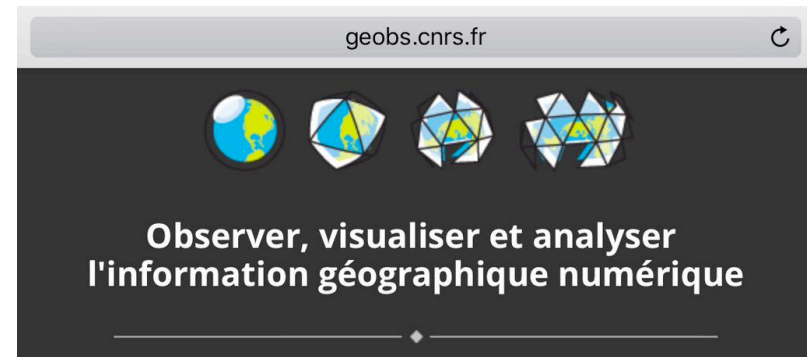 geobs.cnrs.fr
Observer, visualiser et analyser
l'information géographique numérique